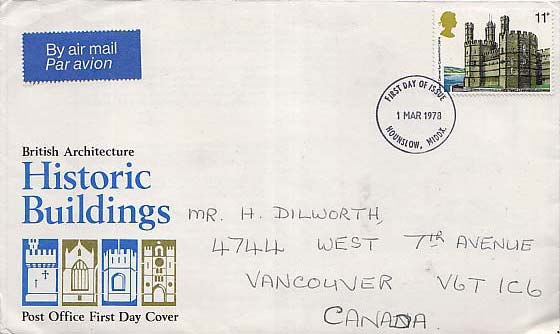 By air mail
Par avion
11P
FIRST DAY OF ISSUE
1 MAR 1978
HOUNSLOW, MIDDX.
British Architecture
Historic
Buildings
Post Office First Day Cover
MR. H. DILWORTH,
4744 WEST 7TH AVENUE
VANCOUVER V6T 1C6
CANADA.